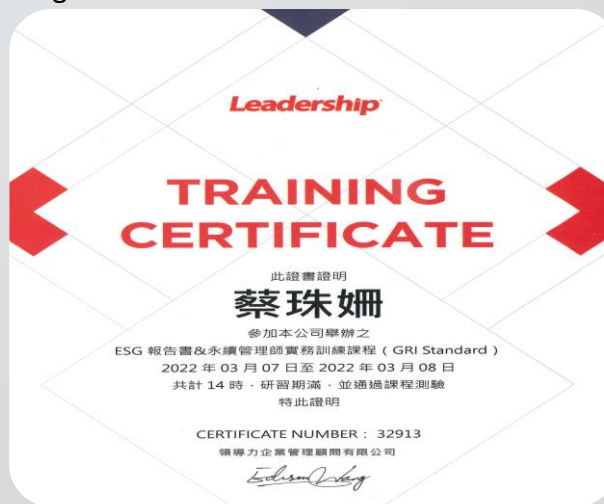 Leadership
TRAINING
CERTIFICATE
此證書證明
蔡珠姍
參加本公司舉辦之
ESG 報告書&永續管理師實務訓練課程 ( GRI Standard )
2022 年 03 月 07 日至 2022 年 03 月 08 日
共計 14 時，研習期滿，並通過課程測驗
特此證明
CERTIFICATE NUMBER： 32913
領導力企業管理顧問有限公司